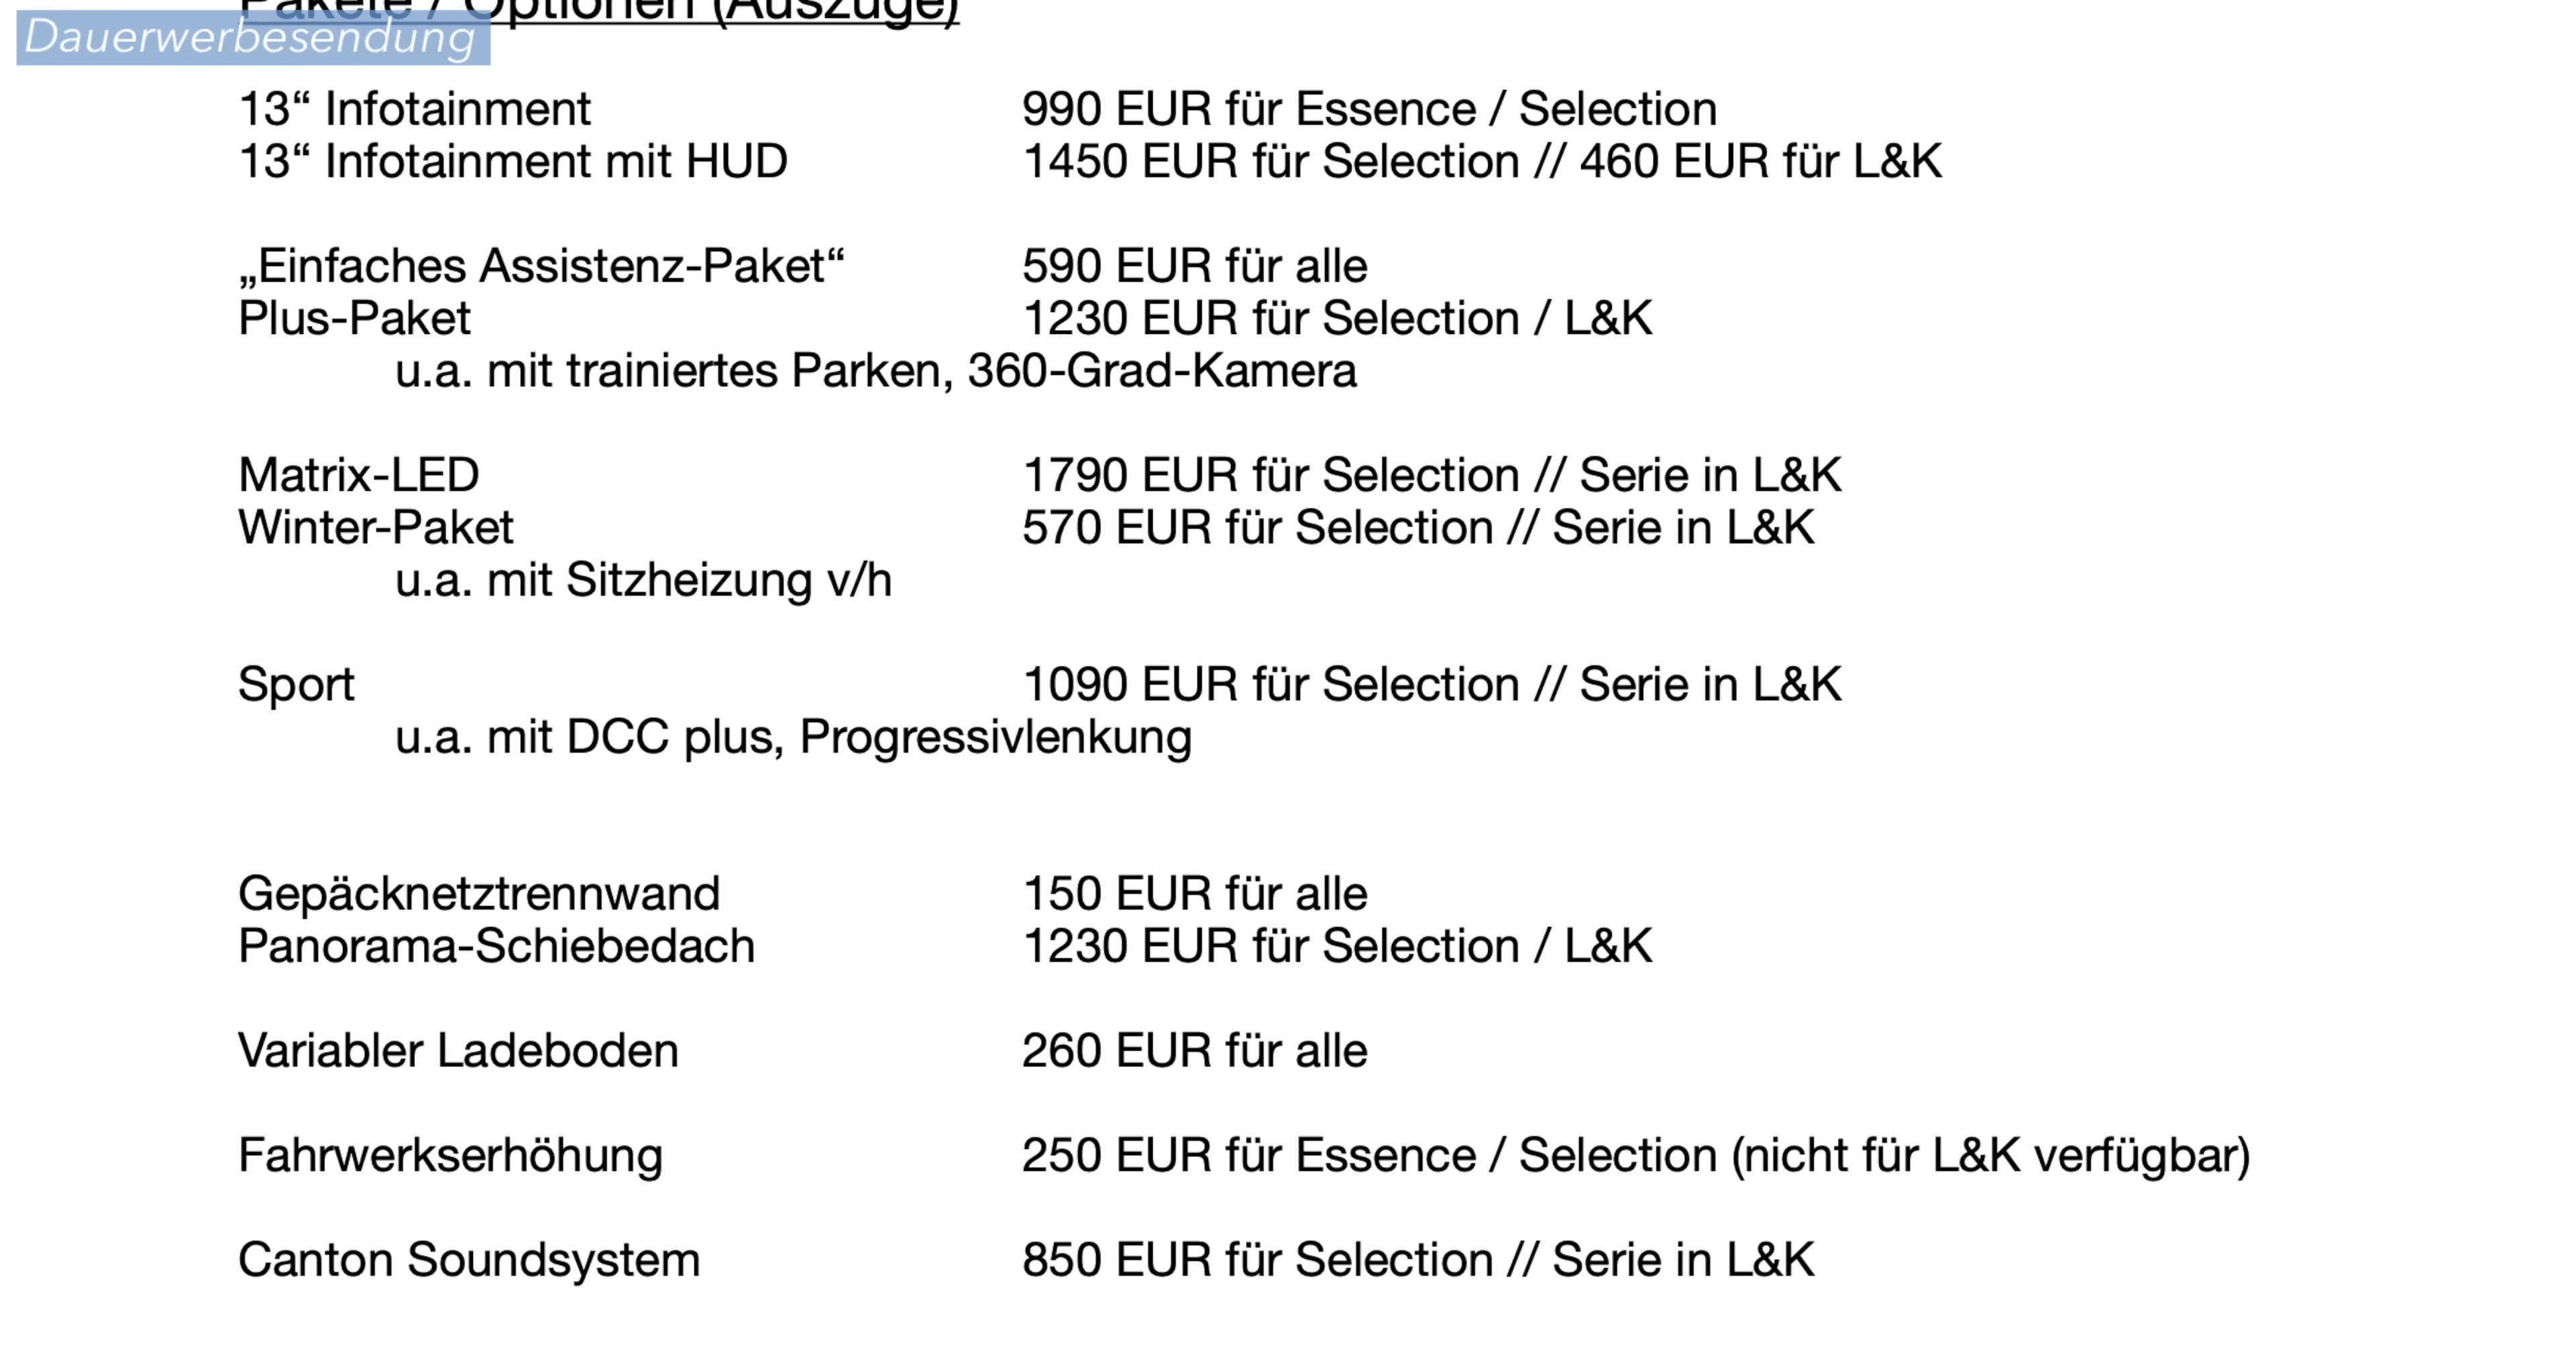 Pakete / Optionen (Auszüge)
Dauerwerbesendung
13“ Infotainment 990 EUR für Essence / Selection
13“ Infotainment mit HUD 1450 EUR für Selection // 460 EUR für L&K
„Einfaches Assistenz-Paket“ 590 EUR für alle
Plus-Paket 1230 EUR für Selection / L&K
u.a. mit trainiertes Parken, 360-Grad-Kamera
Matrix-LED 1790 EUR für Selection // Serie in L&K
Winter-Paket 570 EUR für Selection // Serie in L&K
u.a. mit Sitzheizung v/h
Sport 1090 EUR für Selection // Serie in L&K
u.a. mit DCC plus, Progressivlenkung
Gepäcknetztrennwand 150 EUR für alle
Panorama-Schiebedach 1230 EUR für Selection / L&K
Variabler Ladeboden 260 EUR für alle
Fahrwerkserhöhung 250 EUR für Essence / Selection (nicht für L&K verfügbar)
Canton Soundsystem 850 EUR für Selection // Serie in L&K